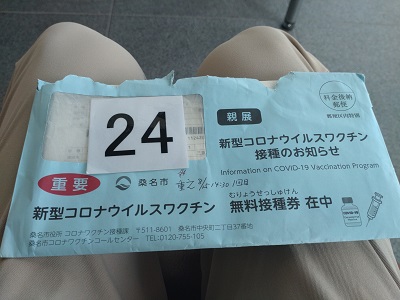 料金後納
郵便
親展
24
新型コロナウイルスワクチン
接種のお知らせ
Information on COVID-19 Vaccination Program
重要
桑名市
14:30 1回目
むりょうせっしゅけん
新型コロナウイルスワクチン 無料接種券 在中
桑名市役所 コロナワクチン接種課 〒511-8601 桑名市中央町二丁目37番地
桑名市コロナワクチンコールセンター TEL:0120-755-105